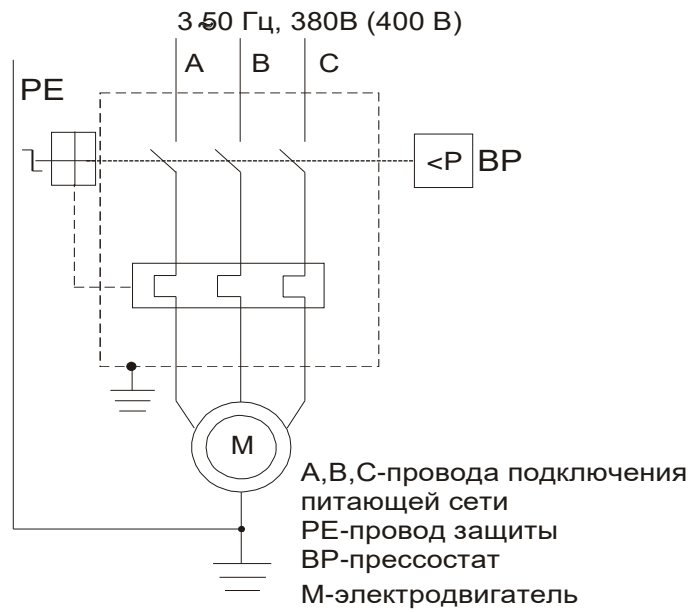 3 ~ 50 Гц, 380В (400 В)
A B C
PE
<P BP
M
A,B,C-провода подключения
питающей сети
PE-провод защиты
BP-прессостат
M-электродвигатель